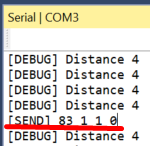 Serial | COM3
[DEBUG] Distance 4
[DEBUG] Distance 4
[DEBUG] Distance 4
[DEBUG] Distance 4
[SEND] 83 1 1 0
[DEBUG] Distance 4